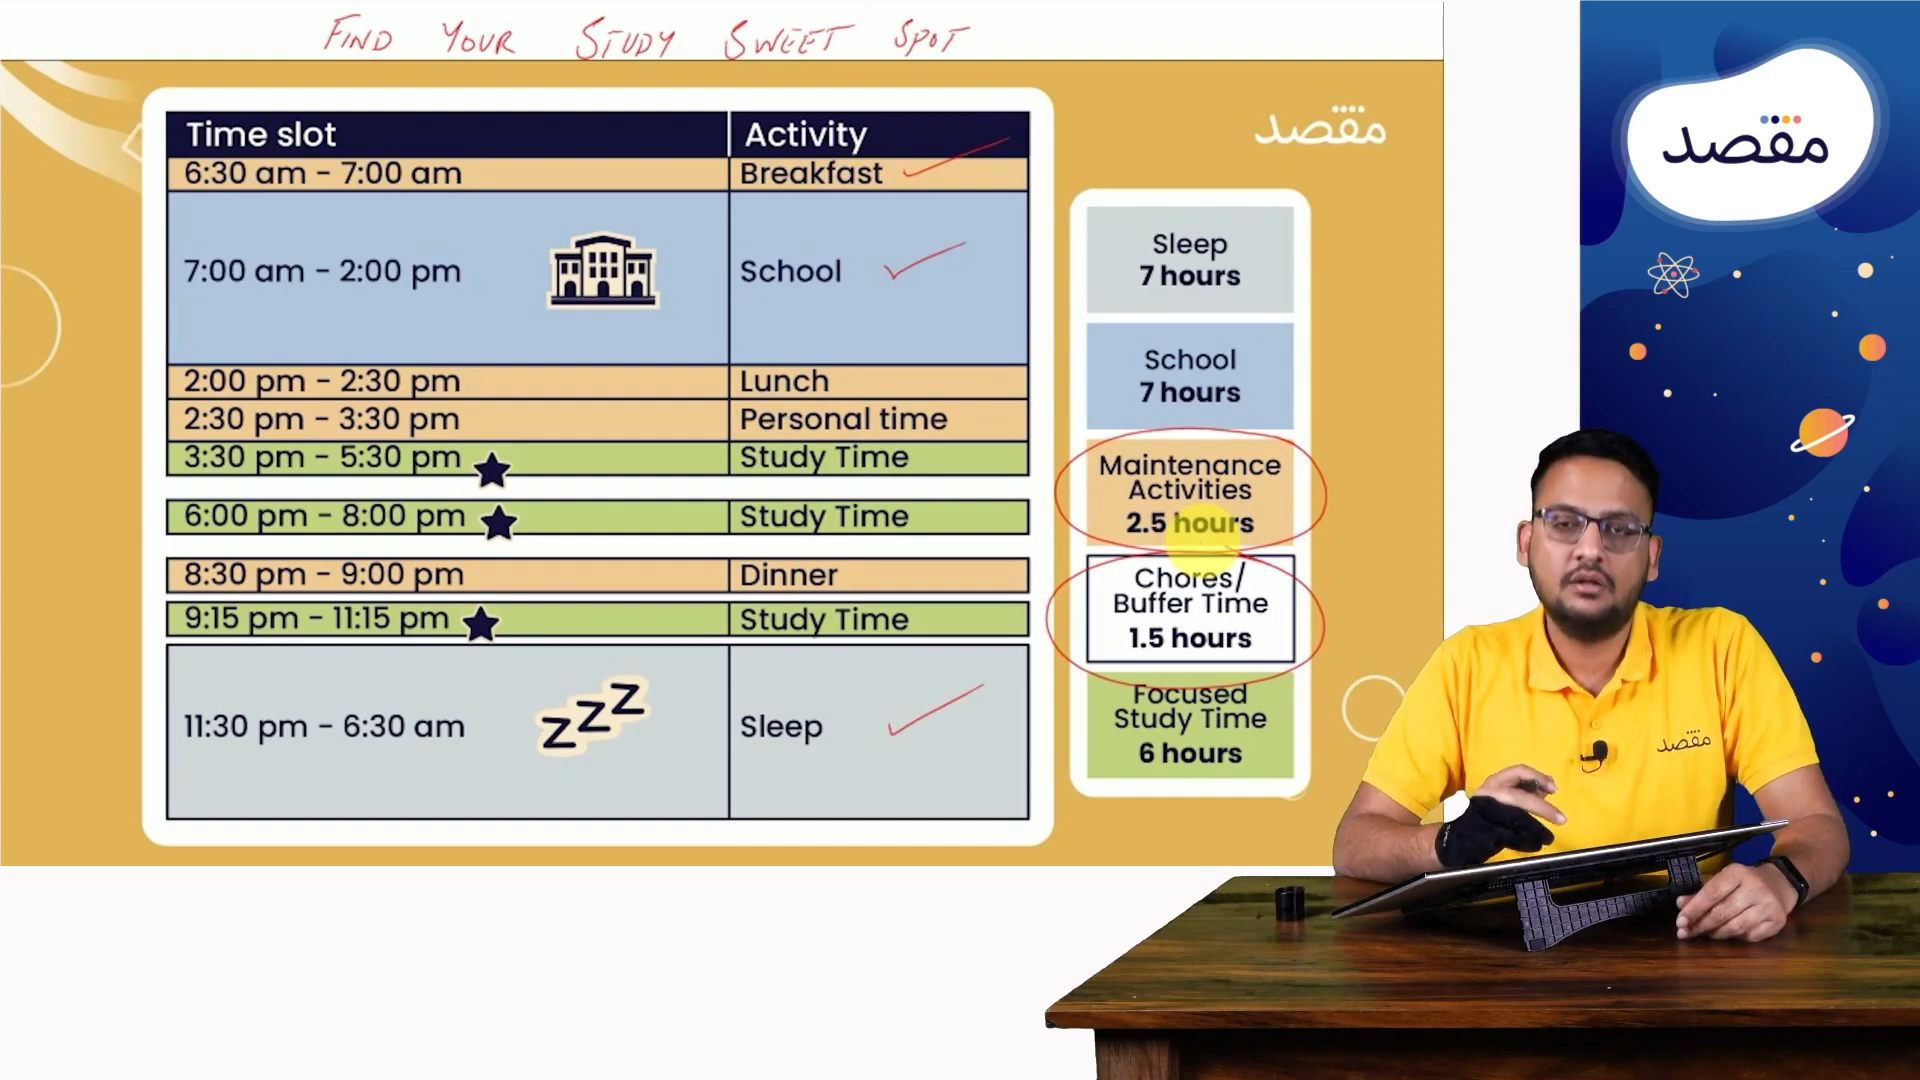 FIND YOUR STUDY SWEET SPOT
Time slot Activity
6:30 am - 7:00 am Breakfast
7:00 am - 2:00 pm School
2:00 pm - 2:30 pm Lunch
2:30 pm - 3:30 pm Personal time
3:30 pm - 5:30 pm Study Time
6:00 pm - 8:00 pm Study Time
8:30 pm - 9:00 pm Dinner
9:15 pm - 11:15 pm Study Time
11:30 pm - 6:30 am zzz Sleep
مقصد
Sleep
7 hours
School
7 hours
Maintenance
Activities
2.5 hours
Chores/
Buffer Time
1.5 hours
Focused
Study Time
6 hours
مقصد
مقصد